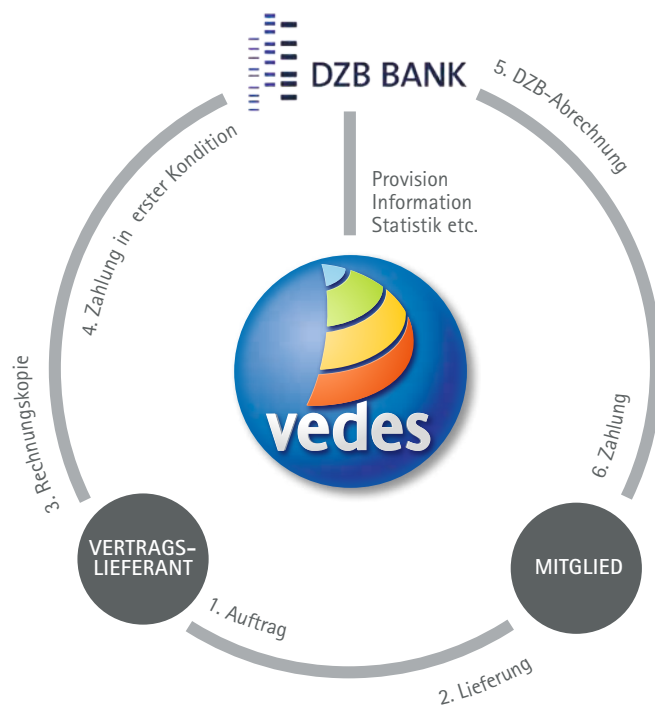 DZB BANK
5. DZB-Abrechnung
4. Zahlung in erster Kondition
Provision
Information
Statistik etc.
vedes
3. Rechnungskopie
6. Zahlung
VERTRAGS-
LIEFERANT
MITGLIED
1. Auftrag
2. Lieferung